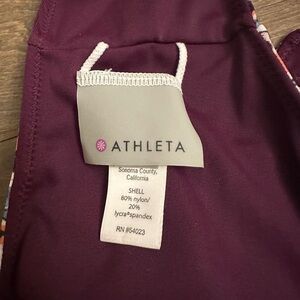 ATHLETA
Sonoma County,
California
SHELL
80% nylon/
20%
lycra®spandex
RN #54023